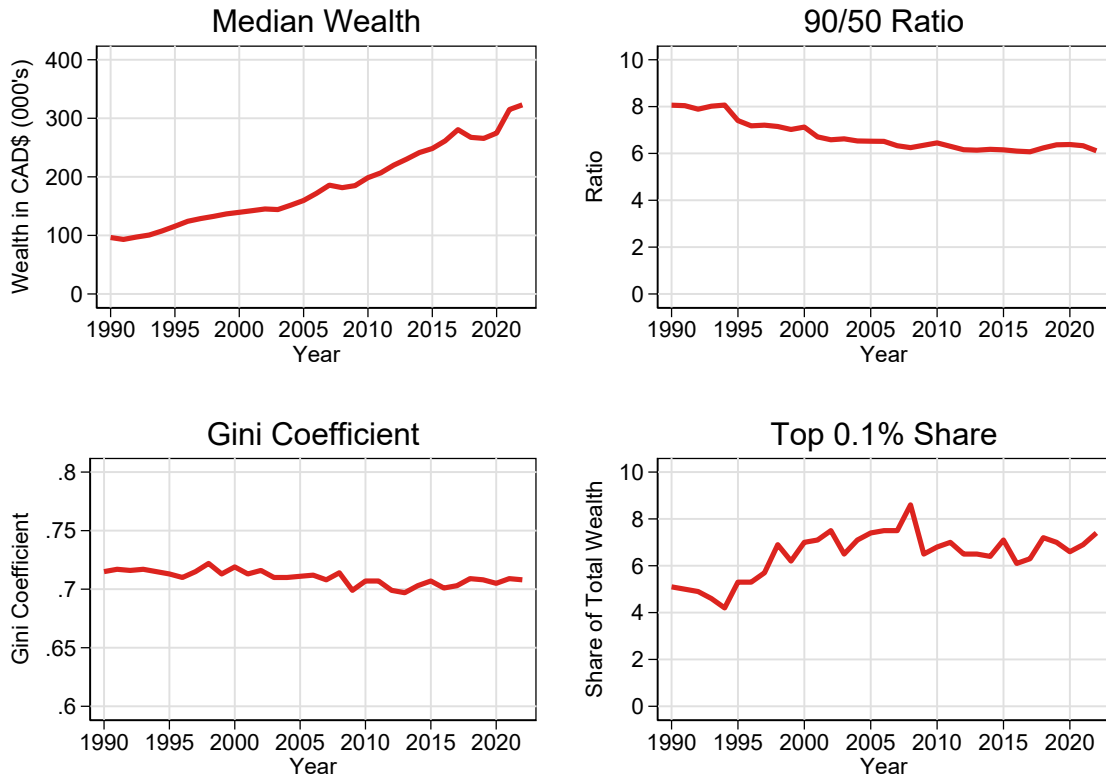 Median Wealth
Wealth in CAD$ (000's)
400
300
200
100
0
1990 1995 2000 2005 2010 2015 2020
Year
90/50 Ratio
Ratio
10
8
6
4
2
0
1990 1995 2000 2005 2010 2015 2020
Year
Gini Coefficient
Gini Coefficient
.8
.75
.7
.65
.6
1990 1995 2000 2005 2010 2015 2020
Year
Top 0.1% Share
Share of Total Wealth
10
8
6
4
2
0
1990 1995 2000 2005 2010 2015 2020
Year